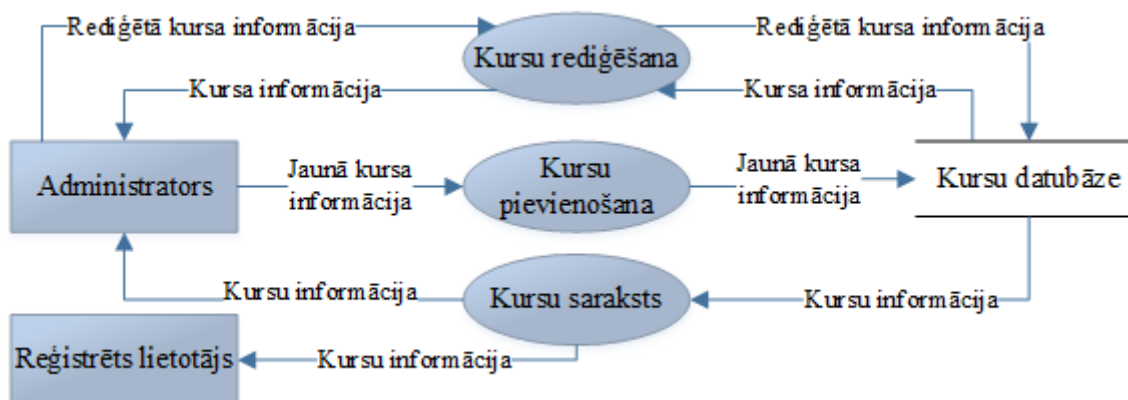 Rediģētā kursa informācija
Kursu rediģēšana
Rediģētā kursa informācija
Kursa informācija
Kursa informācija
Administrators
Jaunā kursa
informācija
Kursu
pievienošana
Jaunā kursa
informācija
Kursu datubāze
Kursu informācija
Kursu saraksts
Kursu informācija
Reģistrēts lietotājs
Kursu informācija